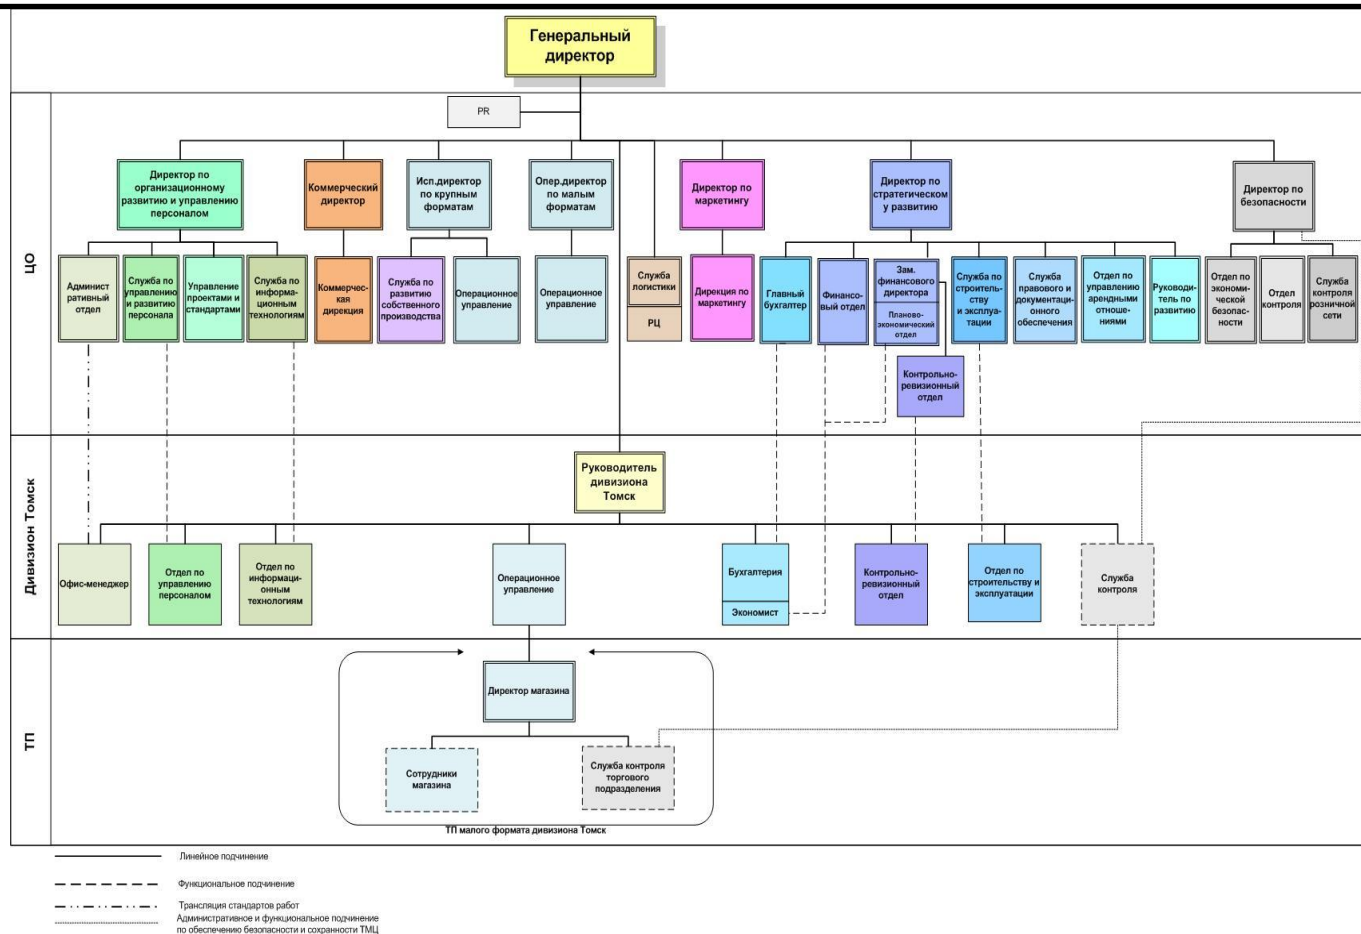 Генеральный
директор
PR
ЦО
Директор по
организационному
развитию и управлению
персоналом
Коммерческий
директор
Исп.директор
по крупным
форматам
Опер.директор
по малым
форматам
Директор по
маркетингу
Директор по
стратегическом
у развитию
Директор по
безопасности
Админист
ративный
отдел
Служба по
управлению
и развитию
персонала
Управление
проектами и
стандартами
Служба по
информа-
ционным
технологиям
Коммерчес-
кая
дирекция
Служба по
развитию
собственного
производства
Операционное
управление
Операционное
управление
Служба
логистики
РЦ
Дирекция по
маркетингу
Главный
бухгалтер
Финансо-
вый отдел
Зам.
финансового
директора
Планово-
экономический
отдел
Служба по
строитель-
ству
и эксплуа-
тации
Служба
правового и
документаци-
онного
обеспечения
Отдел по
управлению
арендными
отноше-
ниями
Руководи-
тель по
развитию
Отдел по
эконо-
мической
безопас-
ности
Отдел
контроля
Служба
контроля
розничной
сети
Контрольно-
ревизионный
отдел
Дивизион Томск
Руководитель
дивизиона
Томск
Офис-менеджер
Отдел по
управлению
персоналом
Отдел по
информаци-
онным
технологиям
Операционное
управление
Бухгалтерия
Экономист
Контрольно-
ревизионный
отдел
Отдел по
строительству и
эксплуатации
Служба
контроля
ТП
Директор магазина
Сотрудники
магазина
Служба контроля
торгового
подразделения
ТП малого формата дивизиона Томск
Линейное подчинение
Функциональное подчинение
Трансляция стандартов работ
Административное и функциональное подчинение
по обеспечению безопасности и сохранности ТМЦ